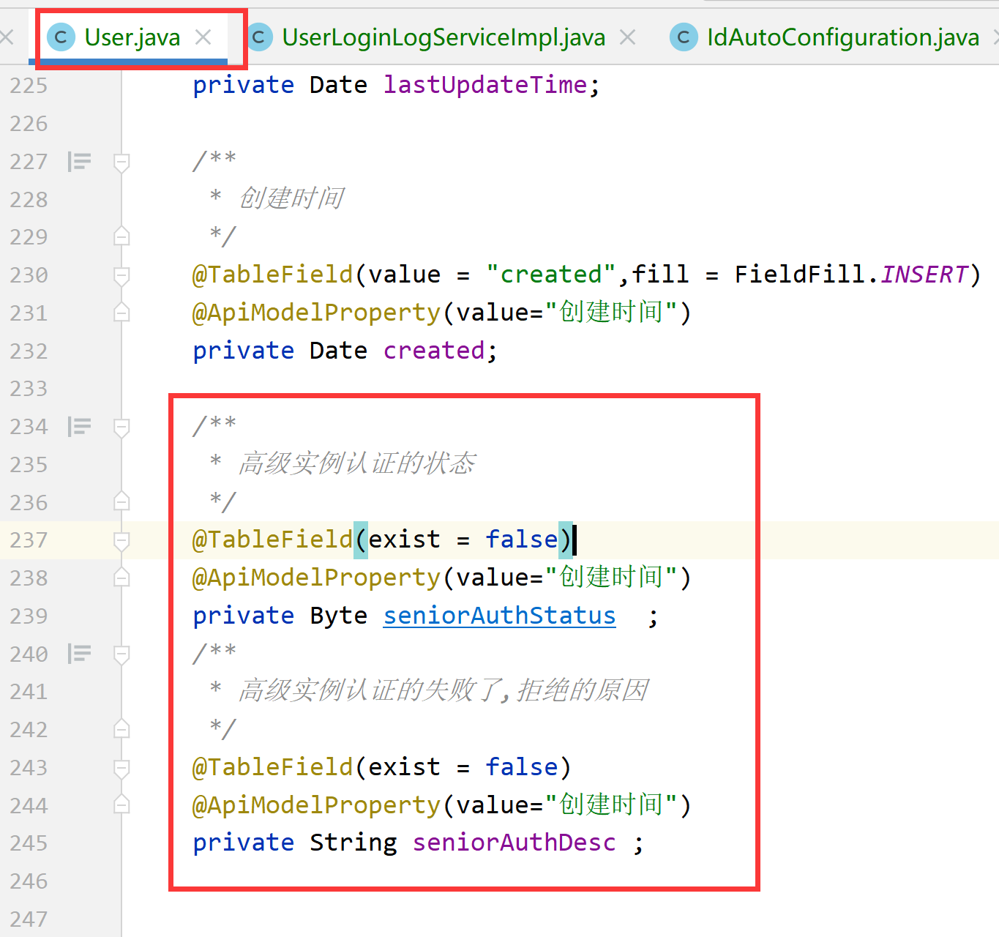 User.java UserLoginLogServiceImpl.java IdAutoConfiguration.java
225 private Date lastUpdateTime;
226
227 /**
228 * 创建时间
229 */
230 @TableField(value = "created",fill = FieldFill.INSERT)
231 @ApiModelProperty(value="创建时间")
232 private Date created;
233
234 /**
235 * 高级实例认证的状态
236 */
237 @TableField(exist = false)
238 @ApiModelProperty(value="创建时间")
239 private Byte seniorAuthStatus  ;
240 /**
241 * 高级实例认证的失败了,拒绝的原因
242 */
243 @TableField(exist = false)
244 @ApiModelProperty(value="创建时间")
245 private String seniorAuthDesc ;
246
247